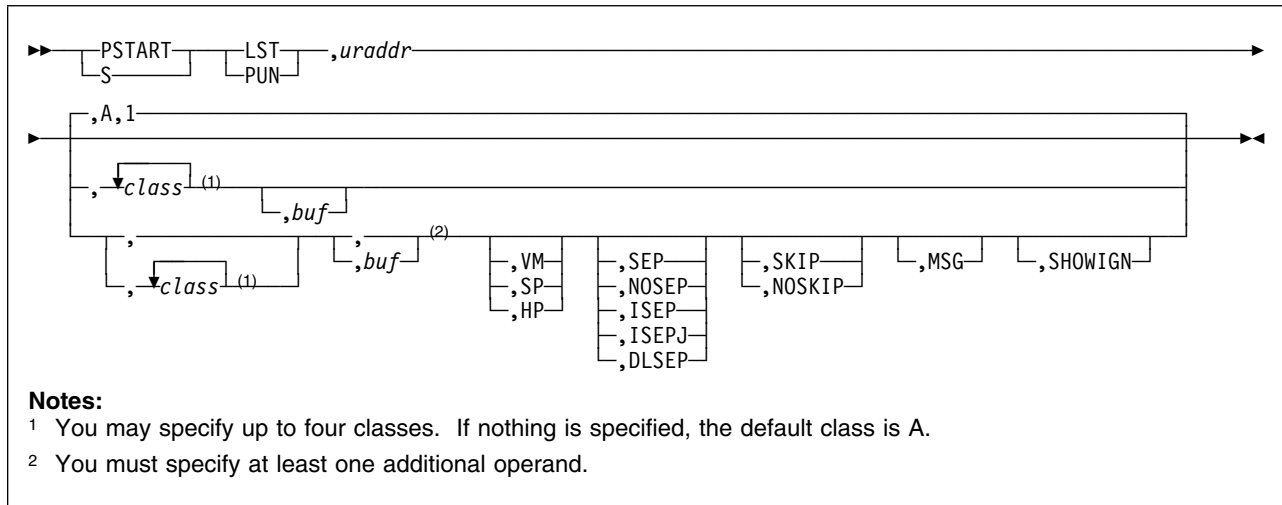 PSTART LST ,uraddr
S PUN
,A,1
, class (1)
,buf
, , (2)
, class (1) ,buf ,VM ,SEP ,SKIP ,MSG ,SHOWIGN
,SP ,NOSEP ,NOSKIP
,HP ,ISEP
,ISEPJ
,DLSEP
Notes:
1 You may specify up to four classes. If nothing is specified, the default class is A.
2 You must specify at least one additional operand.